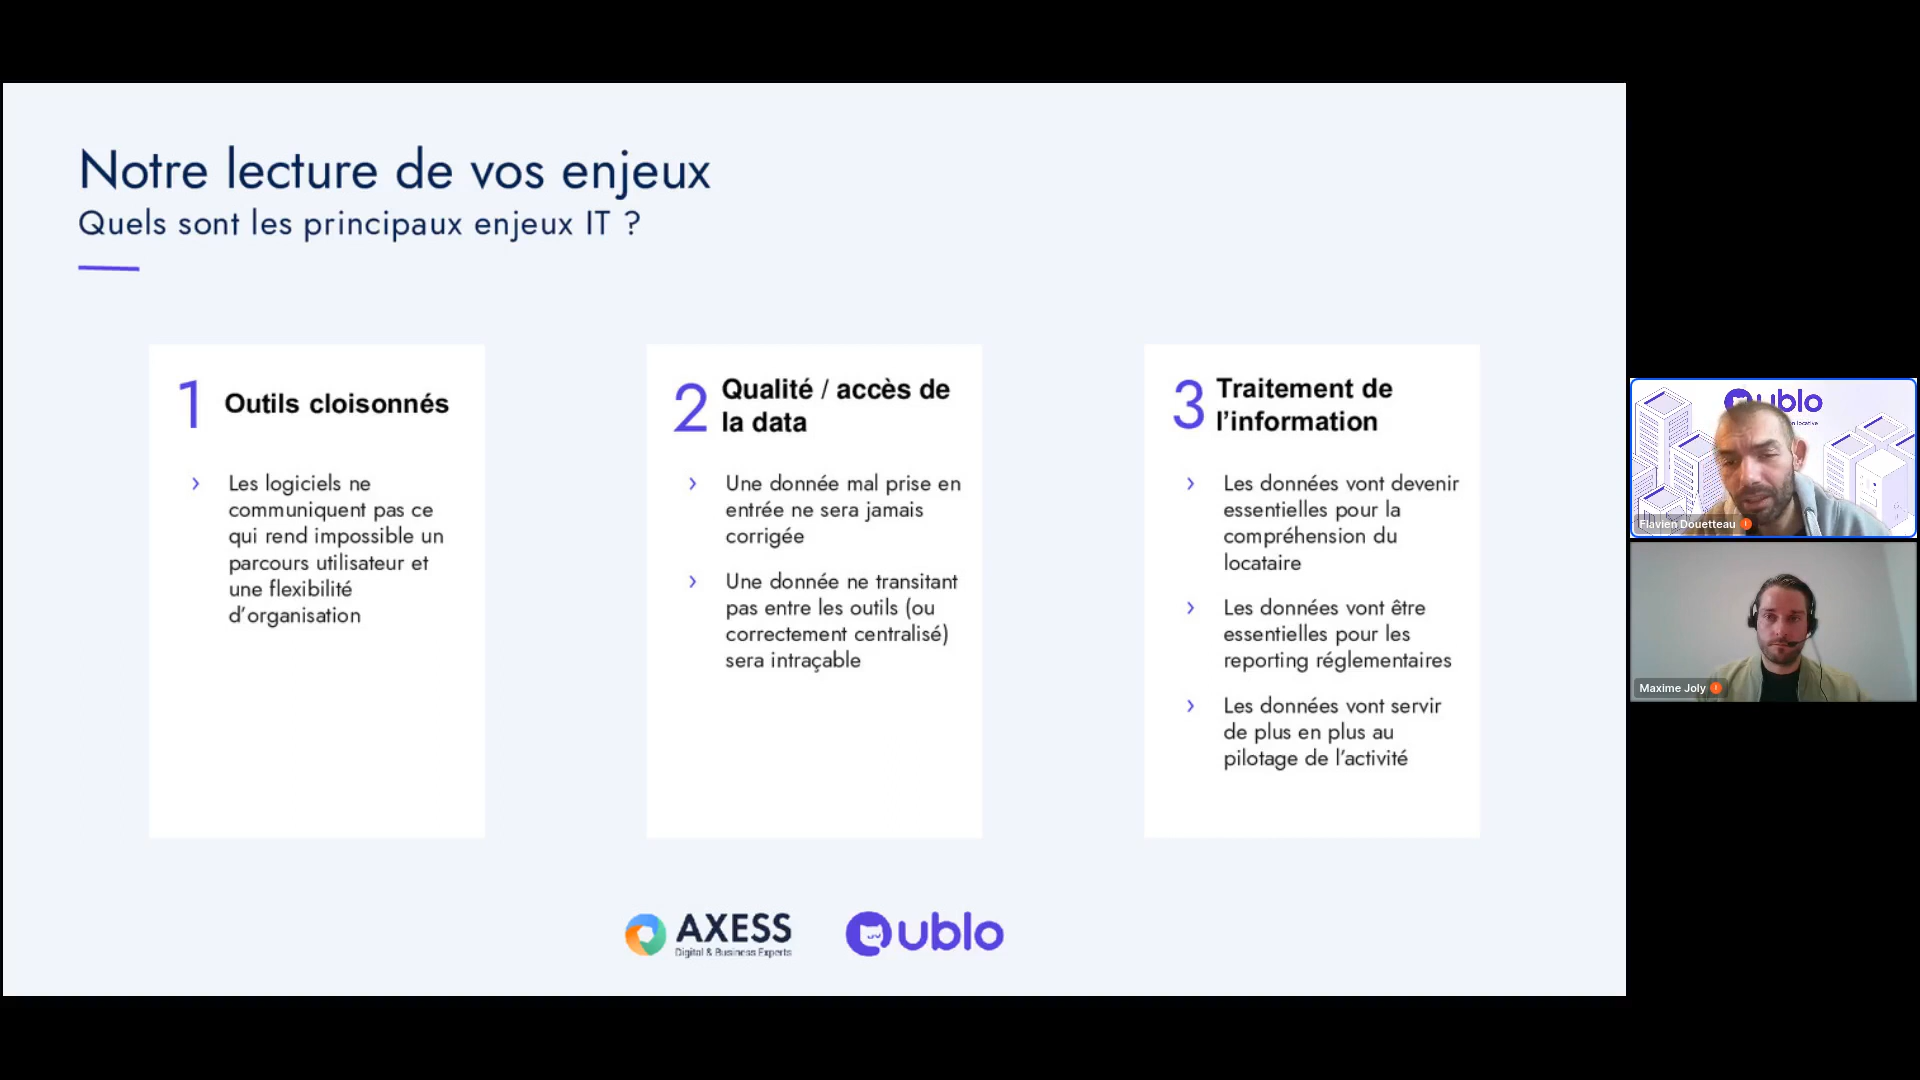 Notre lecture de vos enjeux
Quels sont les principaux enjeux IT ?
1 Outils cloisonnés
› Les logiciels ne
communiquent pas ce
qui rend impossible un
parcours utilisateur et
une flexibilité
d’organisation
2 Qualité / accès de
la data
› Une donnée mal prise en
entrée ne sera jamais
corrigée
› Une donnée ne transitant
pas entre les outils (ou
correctement centralisé)
sera intraçable
3 Traitement de
l’information
› Les données vont devenir
essentielles pour la
compréhension du
locataire
› Les données vont être
essentielles pour les
reporting réglementaires
› Les données vont servir
de plus en plus au
pilotage de l’activité
AXESS
Digital & Business Experts
ublo
ublo
Flavien Douetteau
Maxime Joly